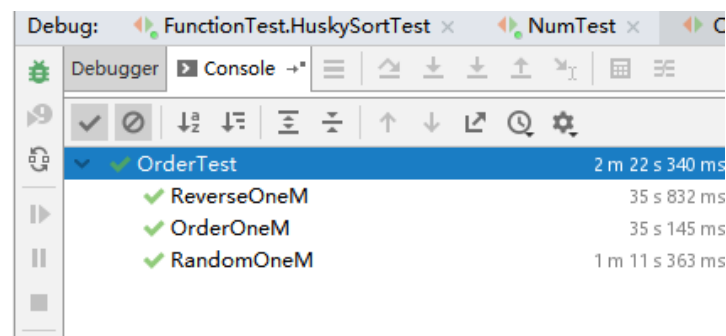 Debug: FunctionTest.HuskySortTest × NumTest ×
Debugger Console
OrderTest 2 m 22 s 340 ms
ReverseOneM 35 s 832 ms
OrderOneM 35 s 145 ms
RandomOneM 1 m 11 s 363 ms